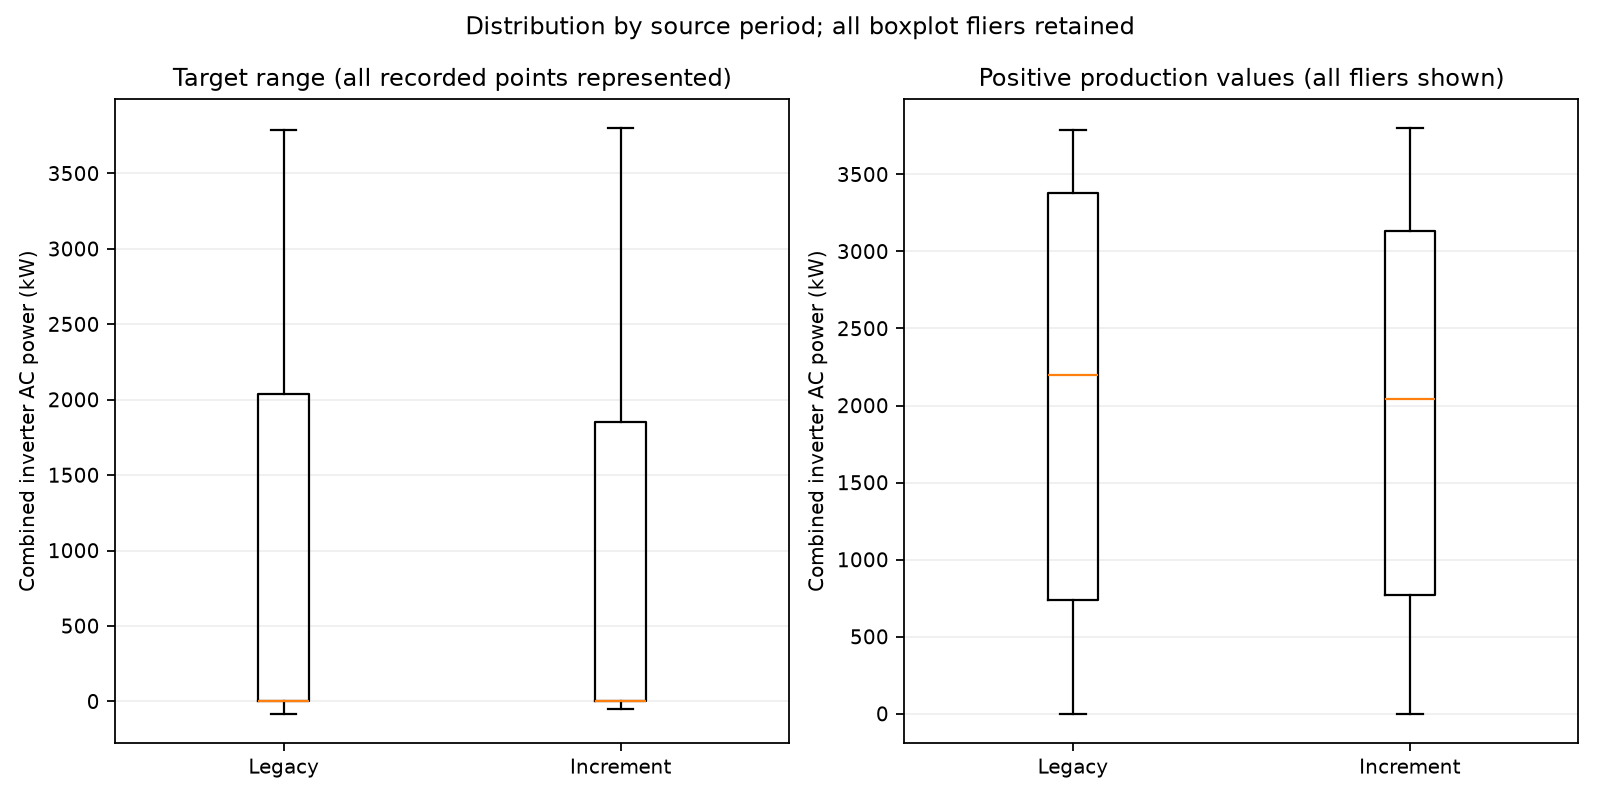 Distribution by source period; all boxplot fliers retained
Target range (all recorded points represented)
Combined inverter AC power (kW)
3500
3000
2500
2000
1500
1000
500
0
Legacy
Increment
Positive production values (all fliers shown)
Combined inverter AC power (kW)
3500
3000
2500
2000
1500
1000
500
0
Legacy
Increment